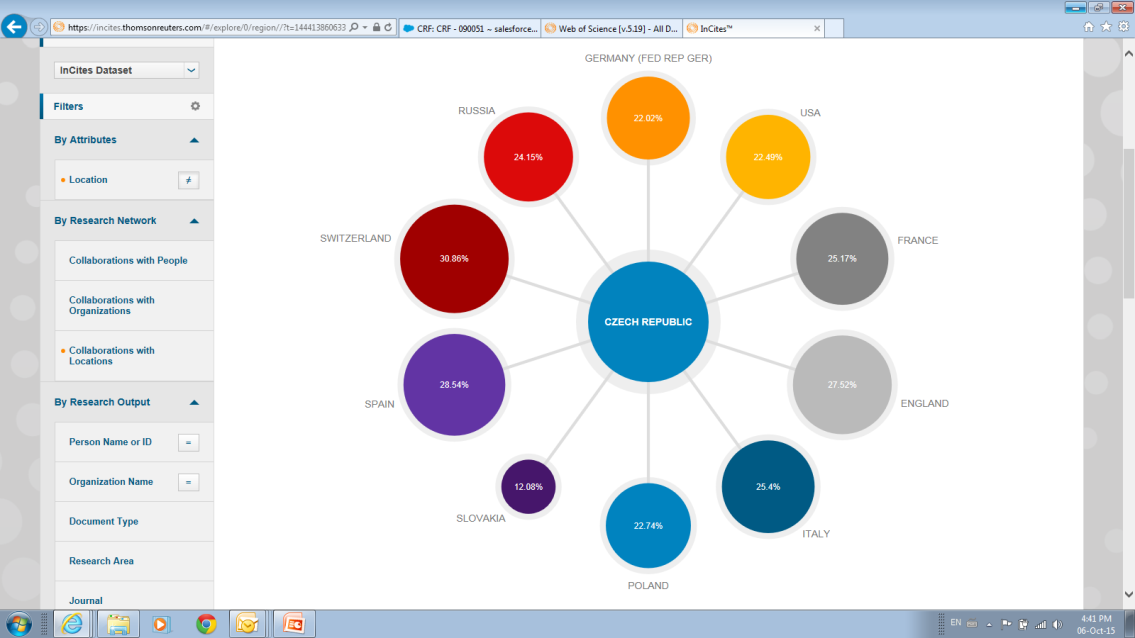 https://incites.thomsonreuters.com/#/explore/0/region//?t=144413860633
CRF: CRF - 090051 ~ salesforce...
Web of Science [v.5.19] - All D...
InCites™
InCites Dataset
Filters
By Attributes
Location
≠
By Research Network
Collaborations with People
Collaborations with
Organizations
Collaborations with
Locations
By Research Output
Person Name or ID
=
Organization Name
=
Document Type
Research Area
Journal
GERMANY (FED REP GER)
22.02%
USA
22.49%
FRANCE
25.17%
ENGLAND
27.52%
ITALY
25.4%
POLAND
22.74%
SLOVAKIA
12.08%
SPAIN
28.54%
SWITZERLAND
30.86%
RUSSIA
24.15%
CZECH REPUBLIC
EN
4:41 PM
06-Oct-15